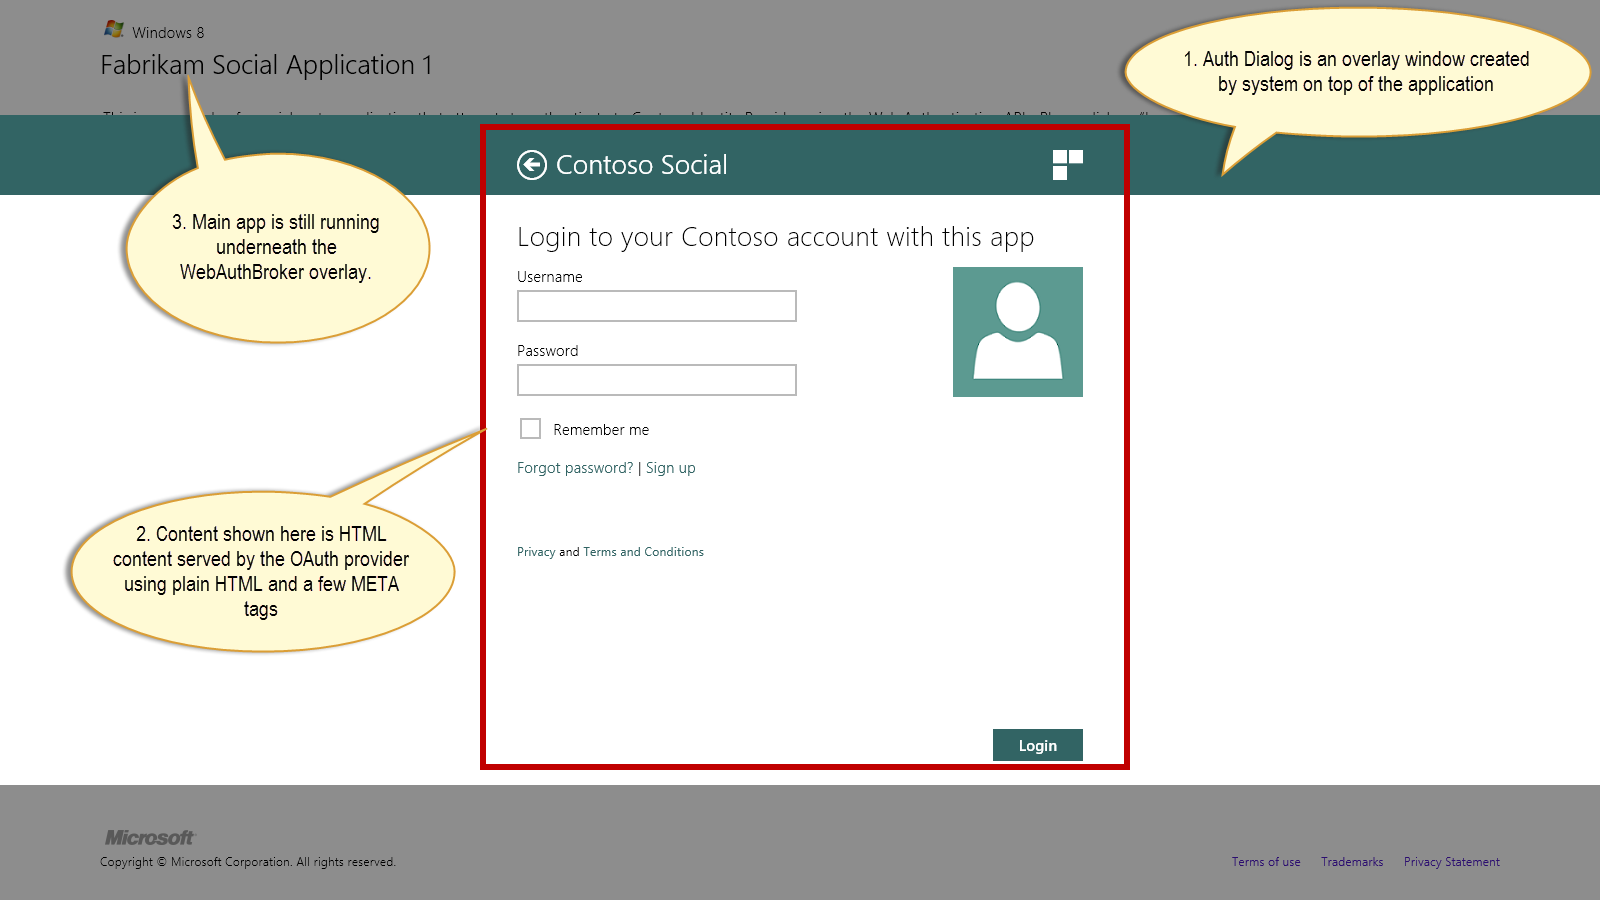 Windows 8
Fabrikam Social Application 1
1. Auth Dialog is an overlay window created
by system on top of the application
Contoso Social
3. Main app is still running
underneath the
WebAuthBroker overlay.
Login to your Contoso account with this app
Username
Password
Remember me
Forgot password? | Sign up
2. Content shown here is HTML
content served by the OAuth provider
using plain HTML and a few META
tags
Privacy and Terms and Conditions
Login
Microsoft
Copyright © Microsoft Corporation. All rights reserved.
Terms of use Trademarks Privacy Statement